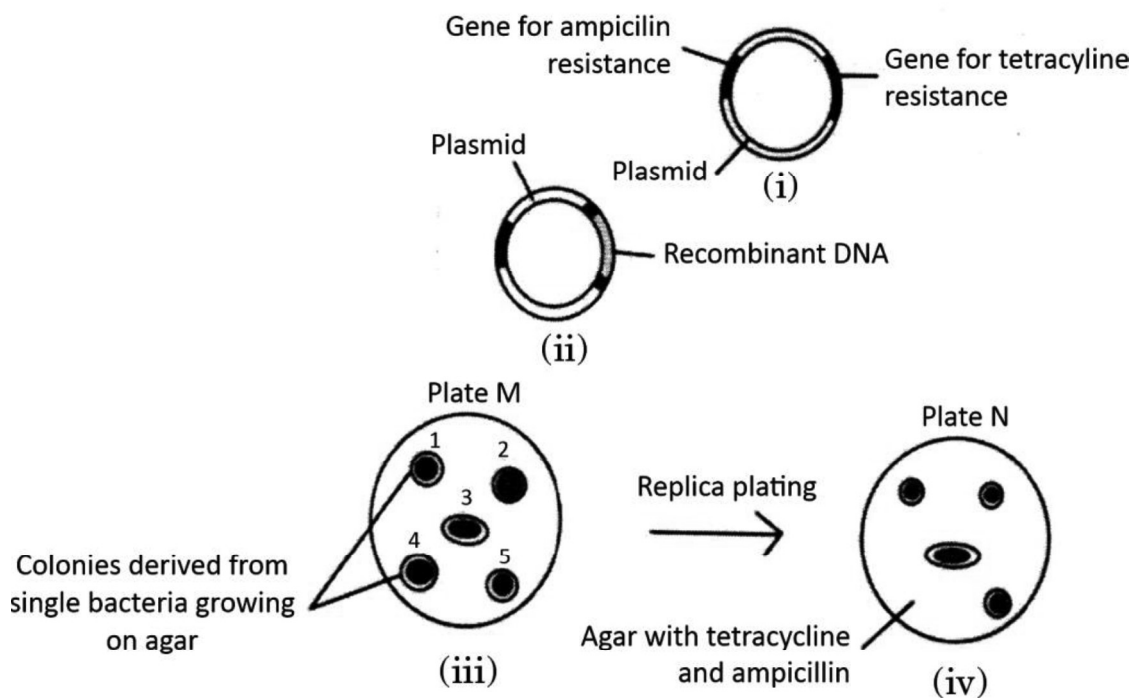 Gene for ampicilin
resistance
Gene for tetracyline
resistance
Plasmid
(i)
Plasmid
Recombinant DNA
(ii)
Plate M
1
2
3
4
5
Colonies derived from
single bacteria growing
on agar
(iii)
Replica plating
Plate N
Agar with tetracycline
and ampicillin
(iv)